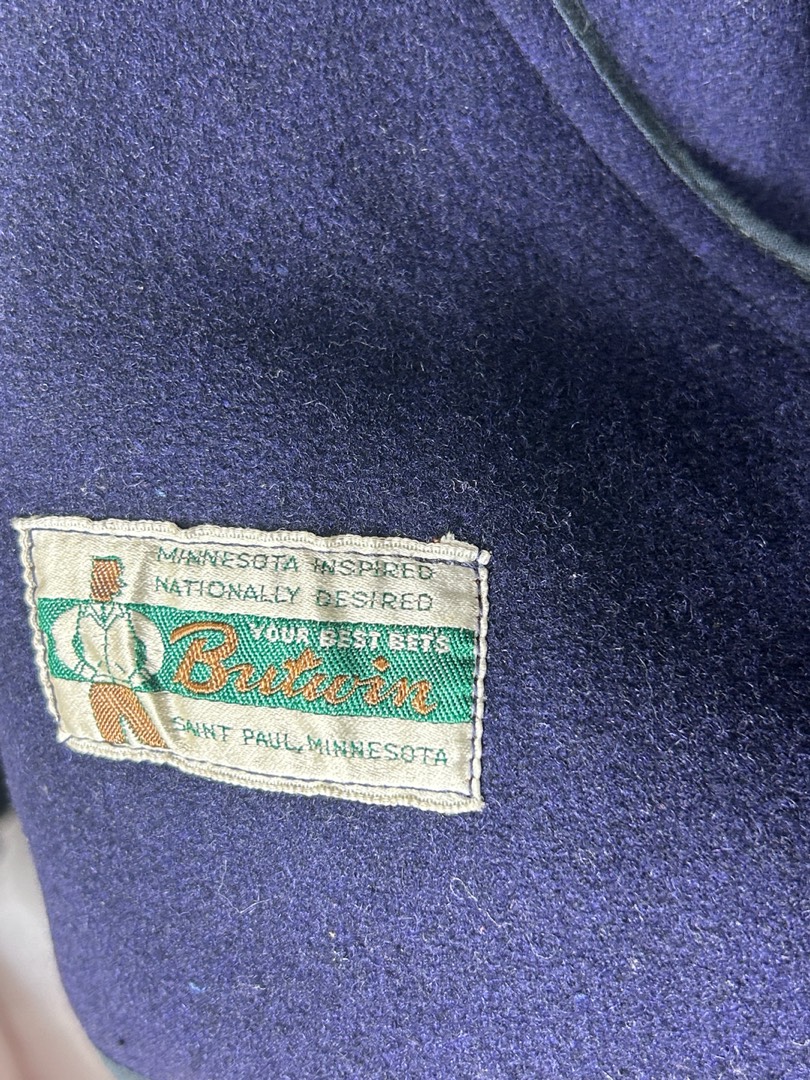 MINNESOTA INSPIRED
NATIONALLY DESIRED
YOUR BEST BETS
Butwin
SAINT PAUL, MINNESOTA